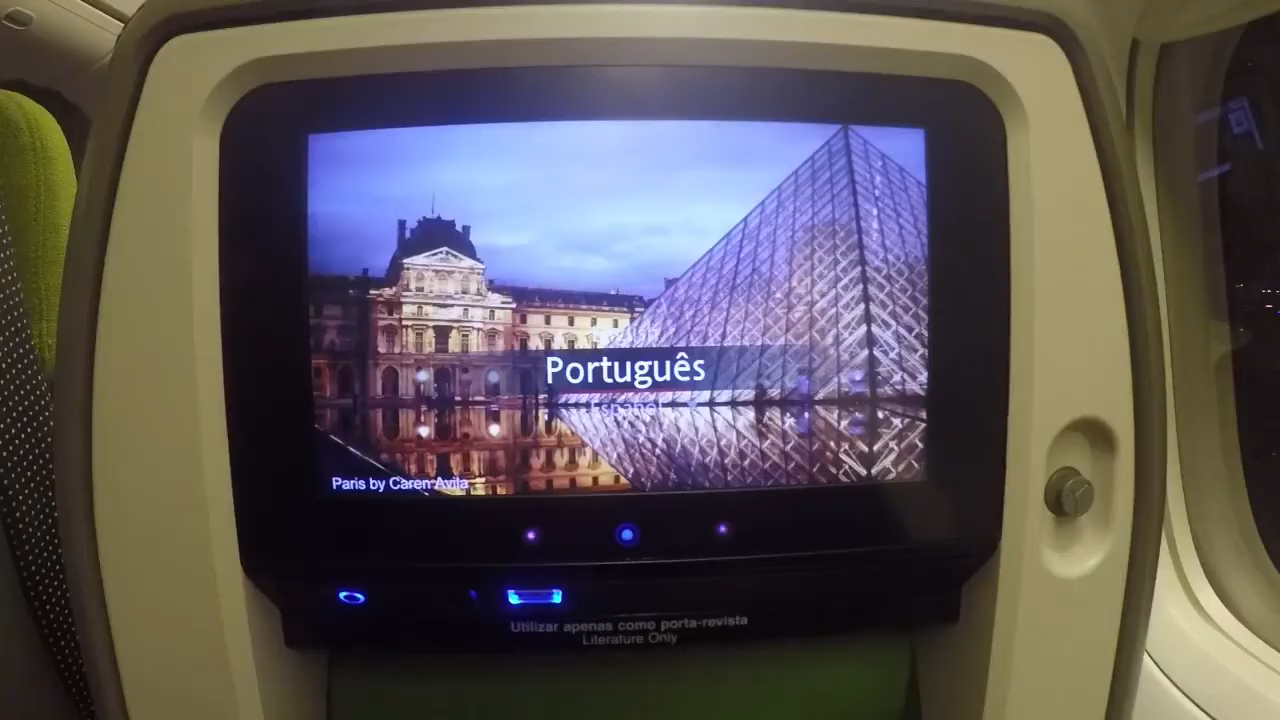 Português
Español
Paris by Caren Avila
Utilizar apenas como porta-revista
Literature Only